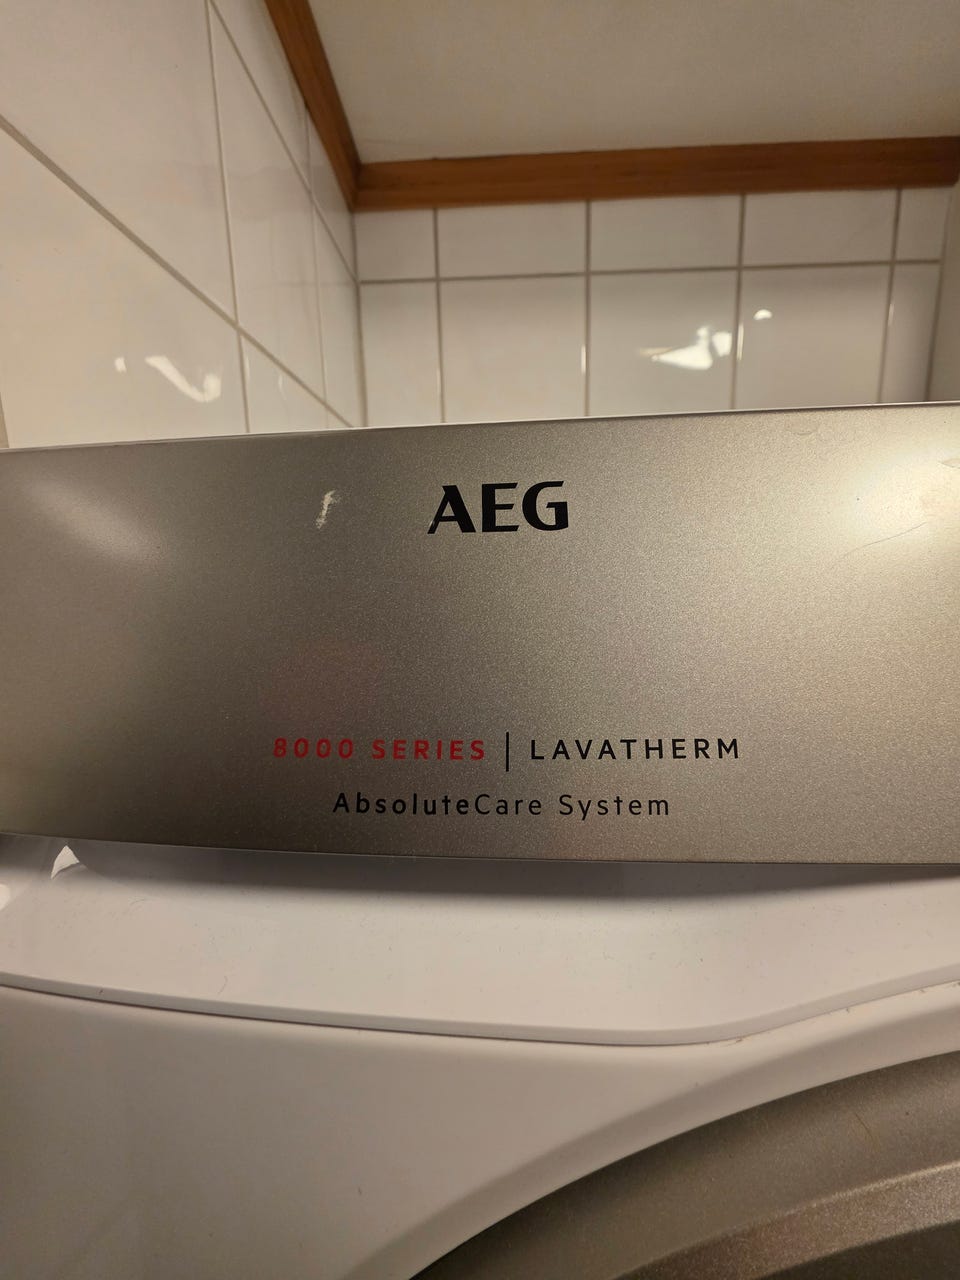 AEG
8000 SERIES | LAVATHERM
AbsoluteCare System